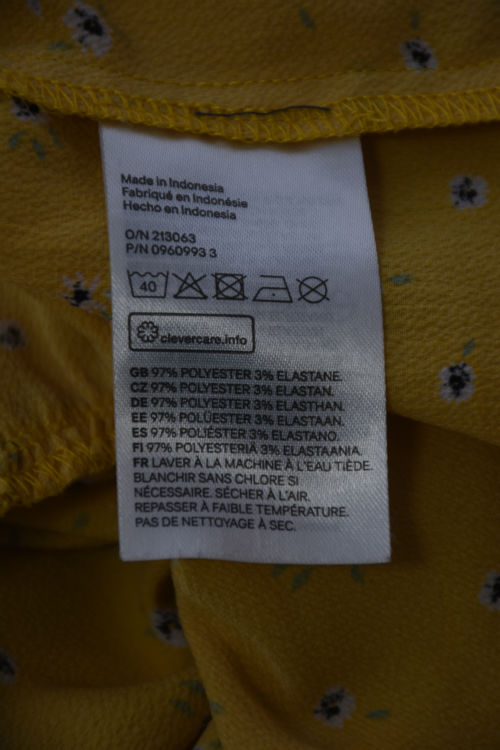 Made in Indonesia
Fabriqué en Indonésie
Hecho en Indonesia
O/N 213063
P/N 0960993 3
40
clevercare.info
GB 97% POLYESTER 3% ELASTANE.
CZ 97% POLYESTER 3% ELASTAN.
DE 97% POLYESTER 3% ELASTHAN.
EE 97% POLÜESTER 3% ELASTAAN.
ES 97% POLIÉSTER 3% ELASTANO.
FI 97% POLYESTERIÄ 3% ELASTAANIA.
FR LAVER À LA MACHINE À L'EAU TIÈDE.
BLANCHIR SANS CHLORE SI
NÉCESSAIRE. SÉCHER À L'AIR.
REPASSER À FAIBLE TEMPÉRATURE.
PAS DE NETTOYAGE À SEC.